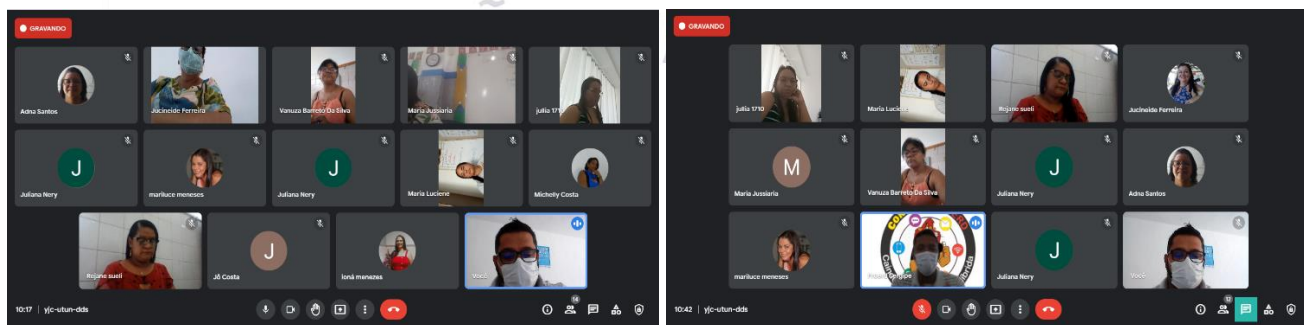 GRAVANDO
Adna Santos
Jucineide Ferreira
Vanuza Barreto Da Silva
Maria Jussiaria
julia 171
J
Juliana Nery
mariluce meneses
J
Juliana Nery
Maria Luciene
Michelly Costa
Rejane sueli
J
Jô Costa
Ioná menezes
Você
10:17 | yjc-utun-dds
14
GRAVANDO
julia 1710
Maria Luciene
Rejane sueli
Jucineide Ferreira
M
Maria Jussiaria
Vanuza Barreto Da Silva
J
Juliana Nery
Adna Santos
mariluce meneses
J
Juliana Nery
Você
10:42 | yjc-utun-dds
12